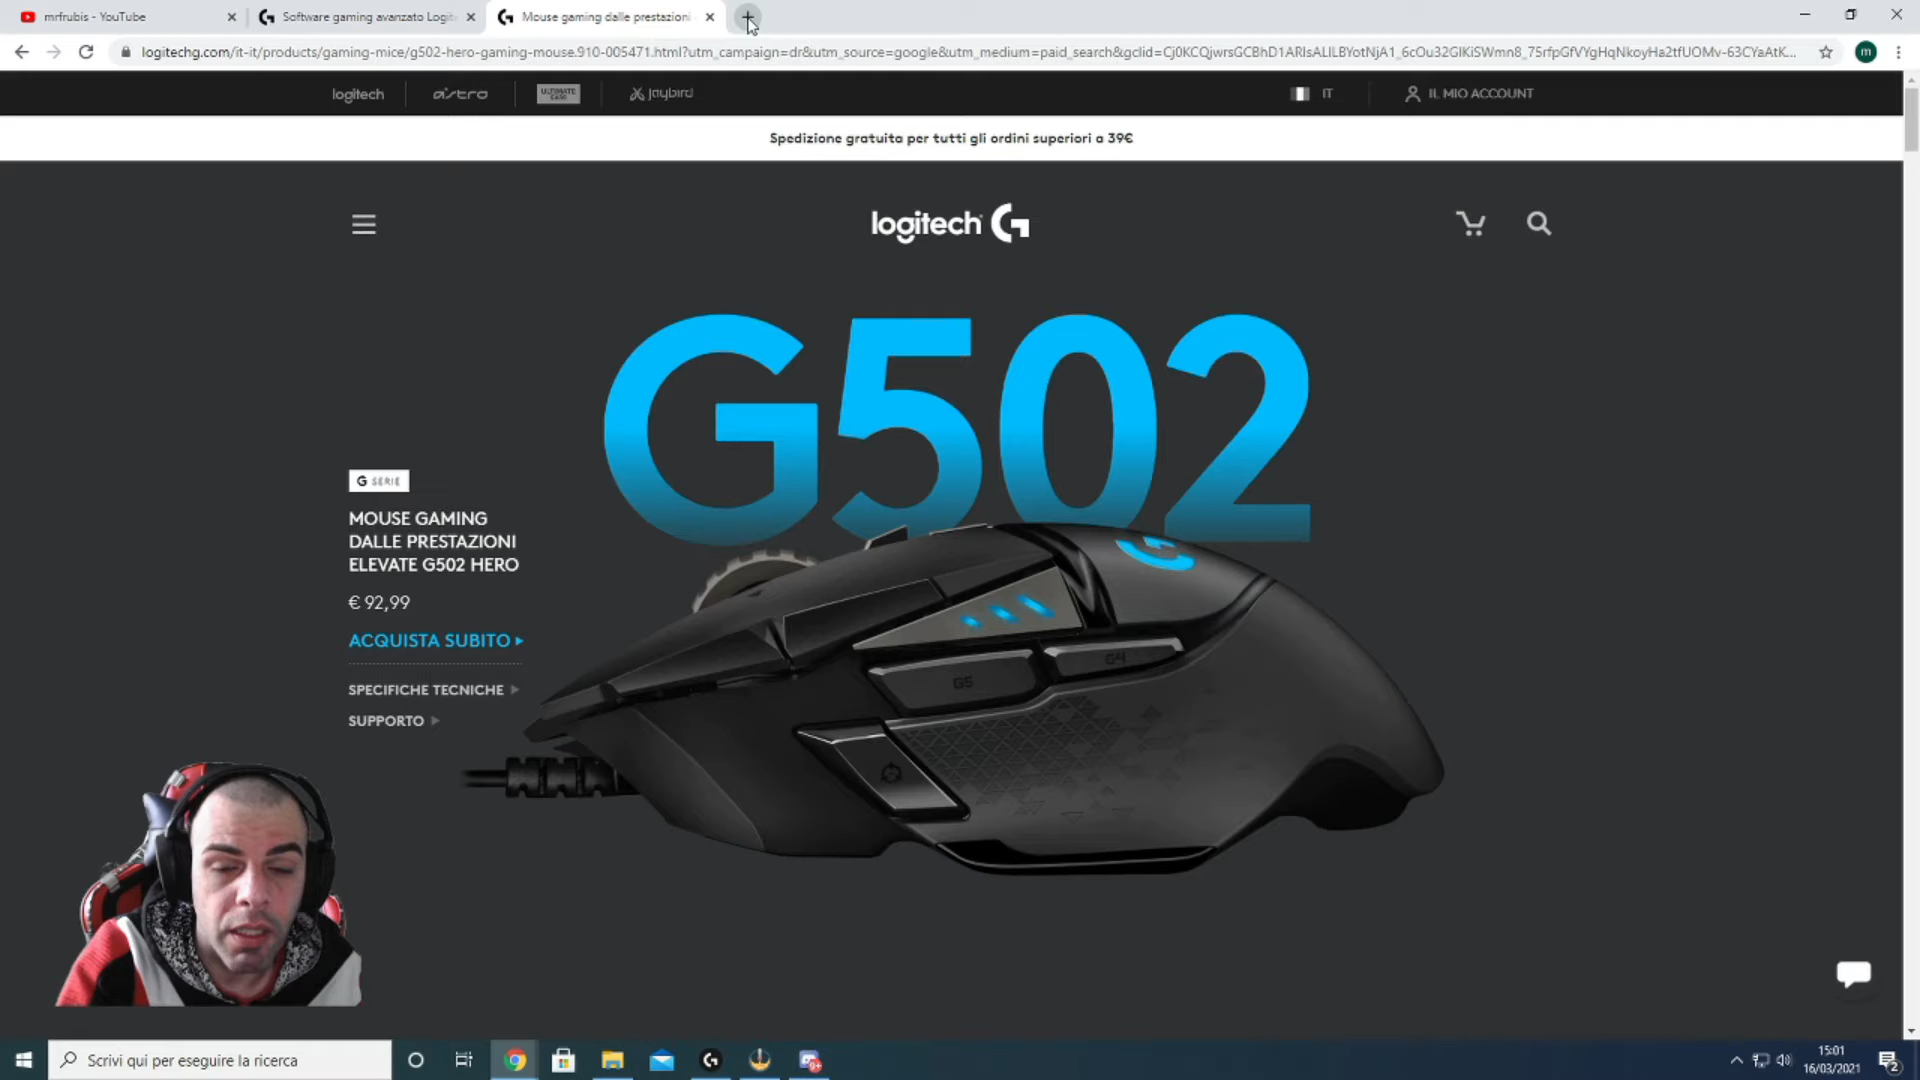 mrfrubis - YouTube
Software gaming avanzato Logit
Mouse gaming dalle prestazioni
logitechg.com/it-it/products/gaming-mice/g502-hero-gaming-mouse.910-005471.html?utm_campaign=dr&utm_source=google&utm_medium=paid_search&gclid=
m
logitech
ASTRO
ULTIMATE EARS
jaybird
IT
IL MIO ACCOUNT
Spedizione gratuita per tutti gli ordini superiori a 39€
logitech G
G502
G SERIE
MOUSE GAMING
DALLE PRESTAZIONI
ELEVATE G502 HERO
€ 92,99
ACQUISTA SUBITO
SPECIFICHE TECNICHE
SUPPORTO
G5
G4
Scrivi qui per eseguire la ricerca
15:01
16/03/2021
2